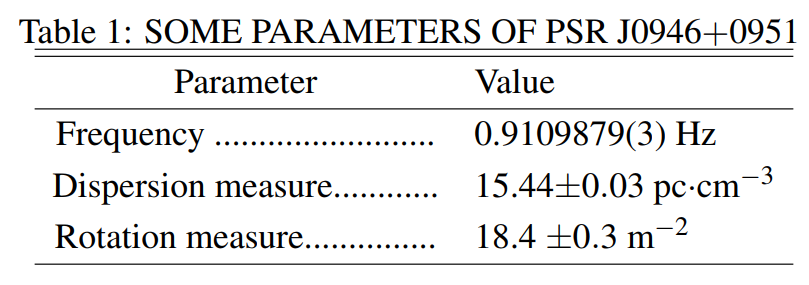 Table 1: SOME PARAMETERS OF PSR J0946+0951
Parameter Value
Frequency ......................... 0.9109879(3) Hz
Dispersion measure............ 15.44±0.03 pc·cm⁻³
Rotation measure............... 18.4 ±0.3 m⁻²